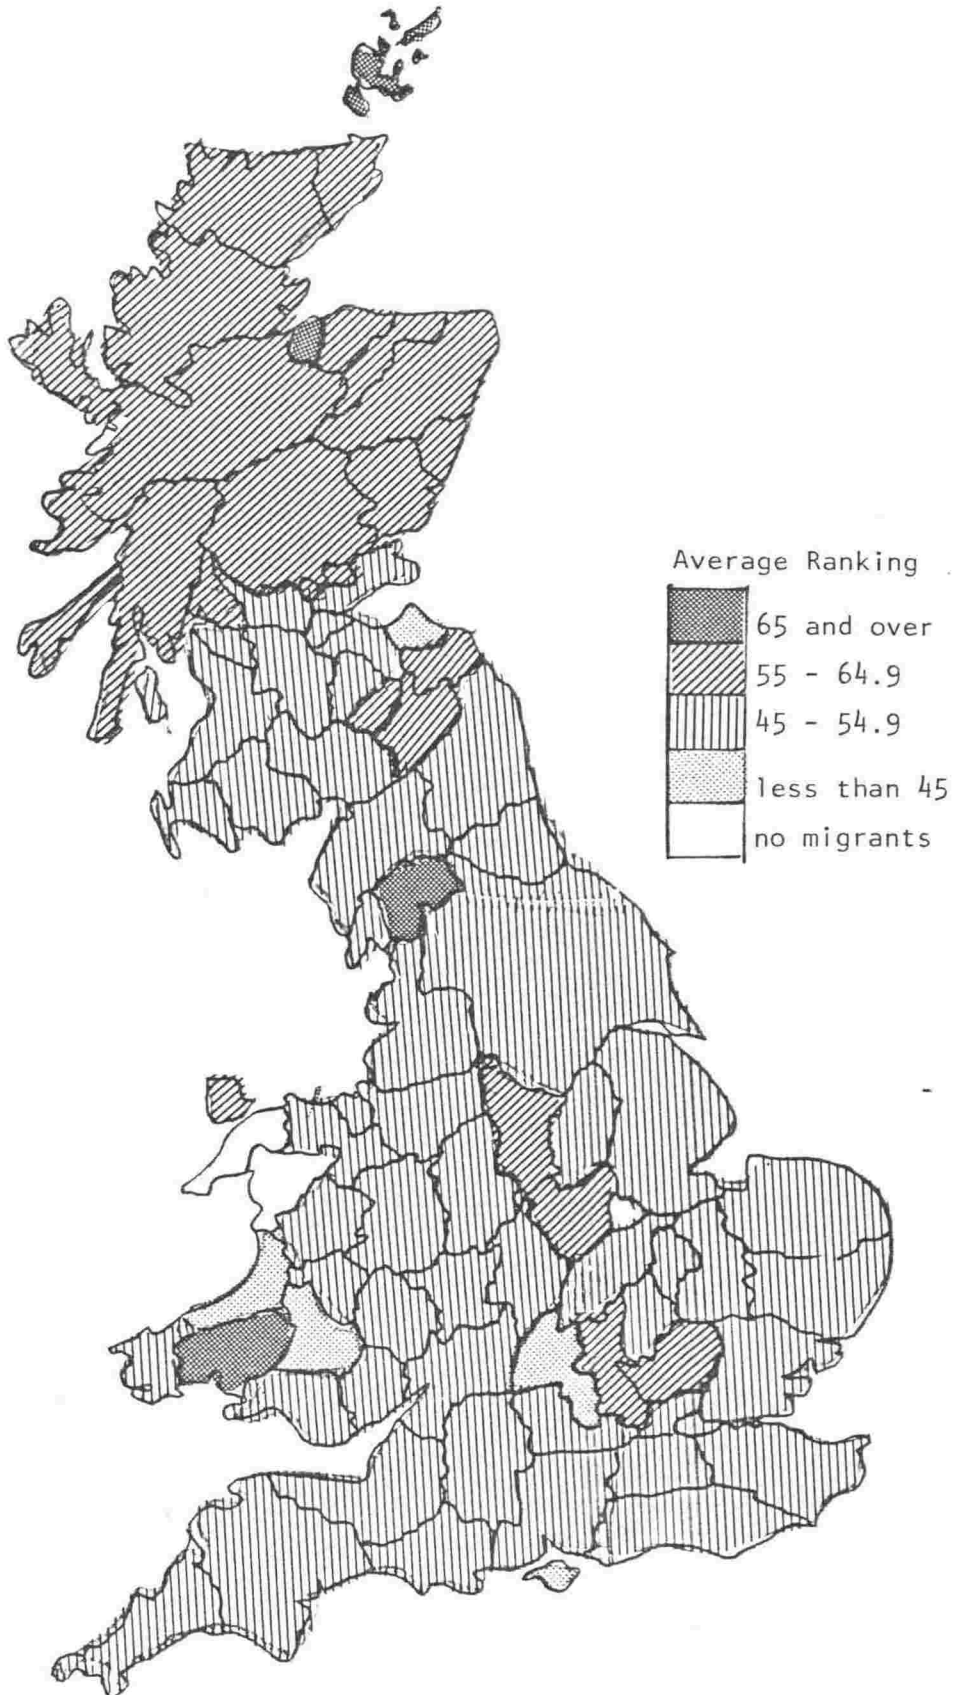 Average Ranking
65 and over
55 - 64.9
45 - 54.9
less than 45
no migrants